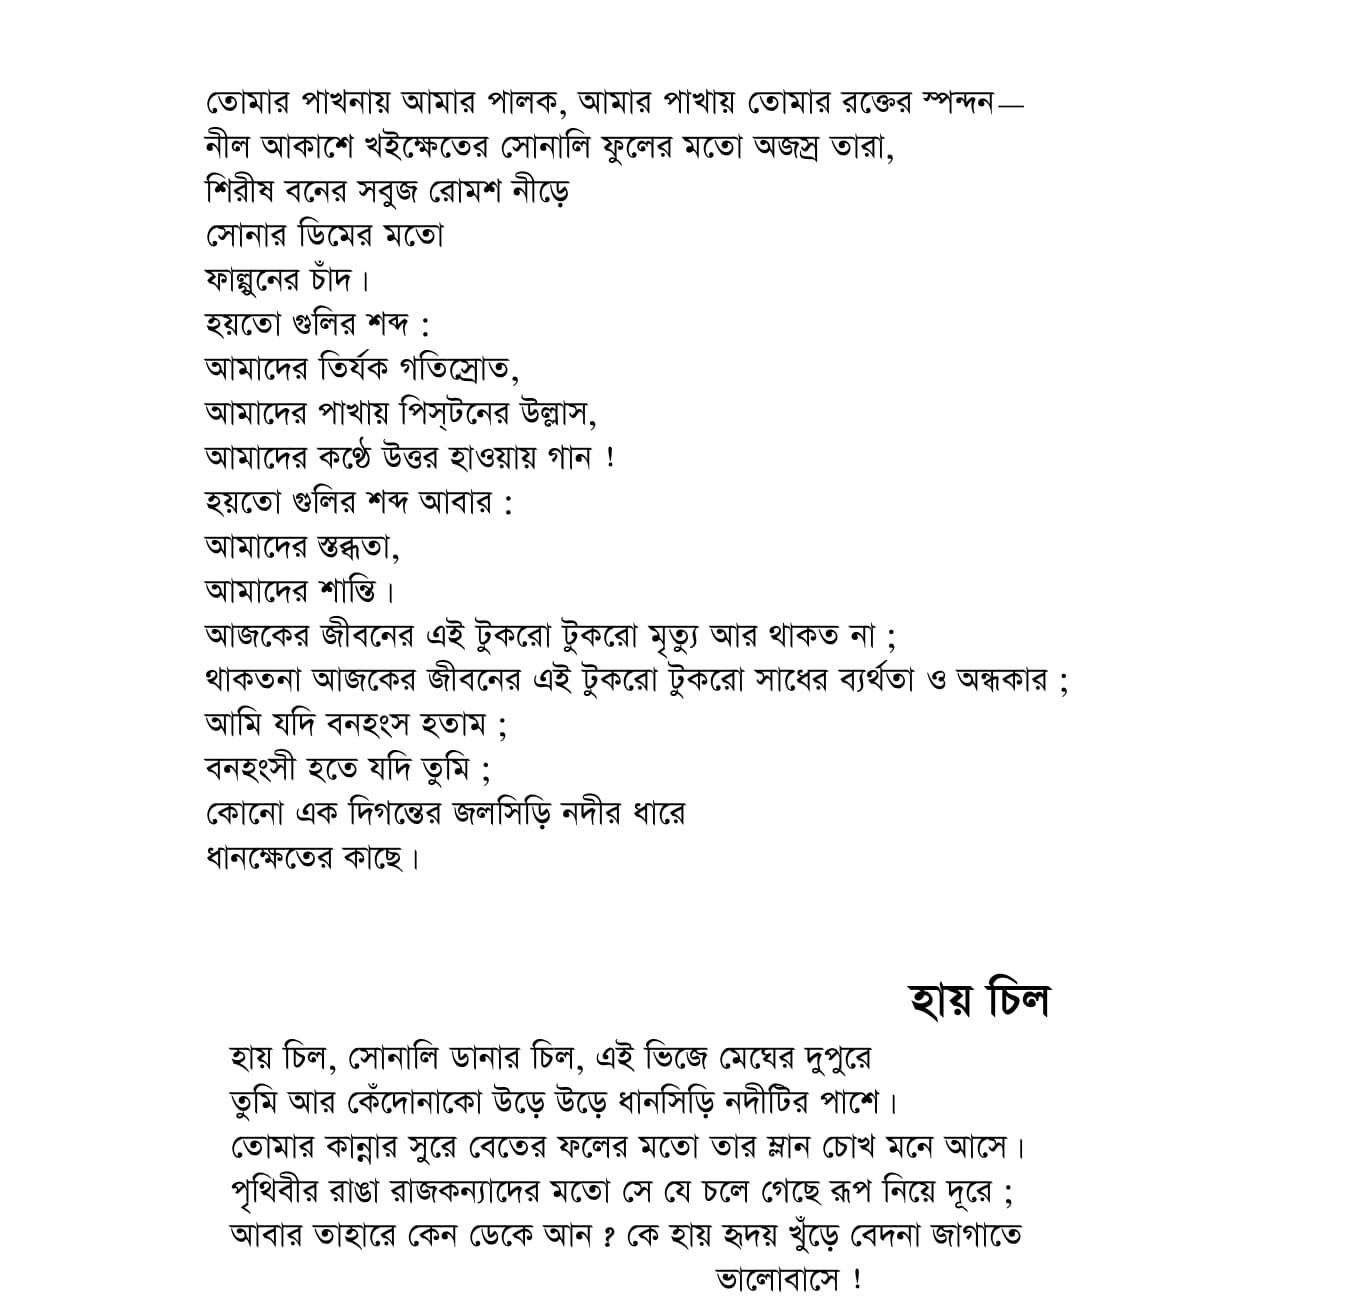 তোমার পাখনায় আমার পালক, আমার পাখায় তোমার রক্তের স্পন্দন—
নীল আকাশে খইক্ষেতের সোনালি ফুলের মতো অজস্র তারা,
শিরীষ বনের সবুজ রোমশ নীড়ে
সোনার ডিমের মতো
ফাল্গুনের চাঁদ।
হয়তো গুলির শব্দ :
আমাদের তির্যক গতিস্রোত,
আমাদের পাখায় পিস্‌টনের উল্লাস,
আমাদের কণ্ঠে উত্তর হাওয়ায় গান !
হয়তো গুলির শব্দ আবার :
আমাদের স্তব্ধতা,
আমাদের শান্তি।
আজকের জীবনের এই টুকরো টুকরো মৃত্যু আর থাকত না ;
থাকতনা আজকের জীবনের এই টুকরো টুকরো সাধের ব্যর্থতা ও অন্ধকার ;
আমি যদি বনহংস হতাম ;
বনহংসী হতে যদি তুমি ;
কোনো এক দিগন্তের জলসিড়ি নদীর ধারে
ধানক্ষেতের কাছে।
হায় চিল
হায় চিল, সোনালি ডানার চিল, এই ভিজে মেঘের দুপুরে
তুমি আর কেঁদোনাকো উড়ে উড়ে ধানসিড়ি নদীটির পাশে।
তোমার কান্নার সুরে বেতের ফলের মতো তার ম্লান চোখ মনে আসে।
পৃথিবীর রাঙা রাজকন্যাদের মতো সে যে চলে গেছে রূপ নিয়ে দূরে ;
আবার তাহারে কেন ডেকে আন ? কে হায় হৃদয় খুঁড়ে বেদনা জাগাতে
ভালোবাসে !